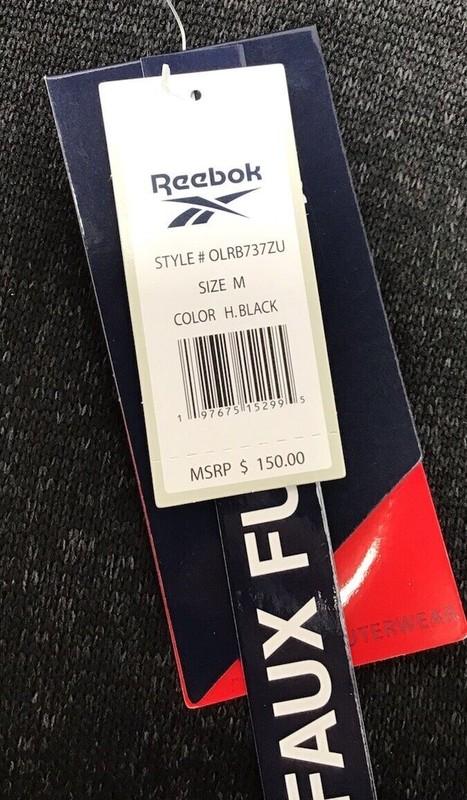 Reebok
STYLE # OLRB737ZU
SIZE M
COLOR H.BLACK
1 97675 15299 5
MSRP $ 150.00
FAUX FU
UTERWEAR